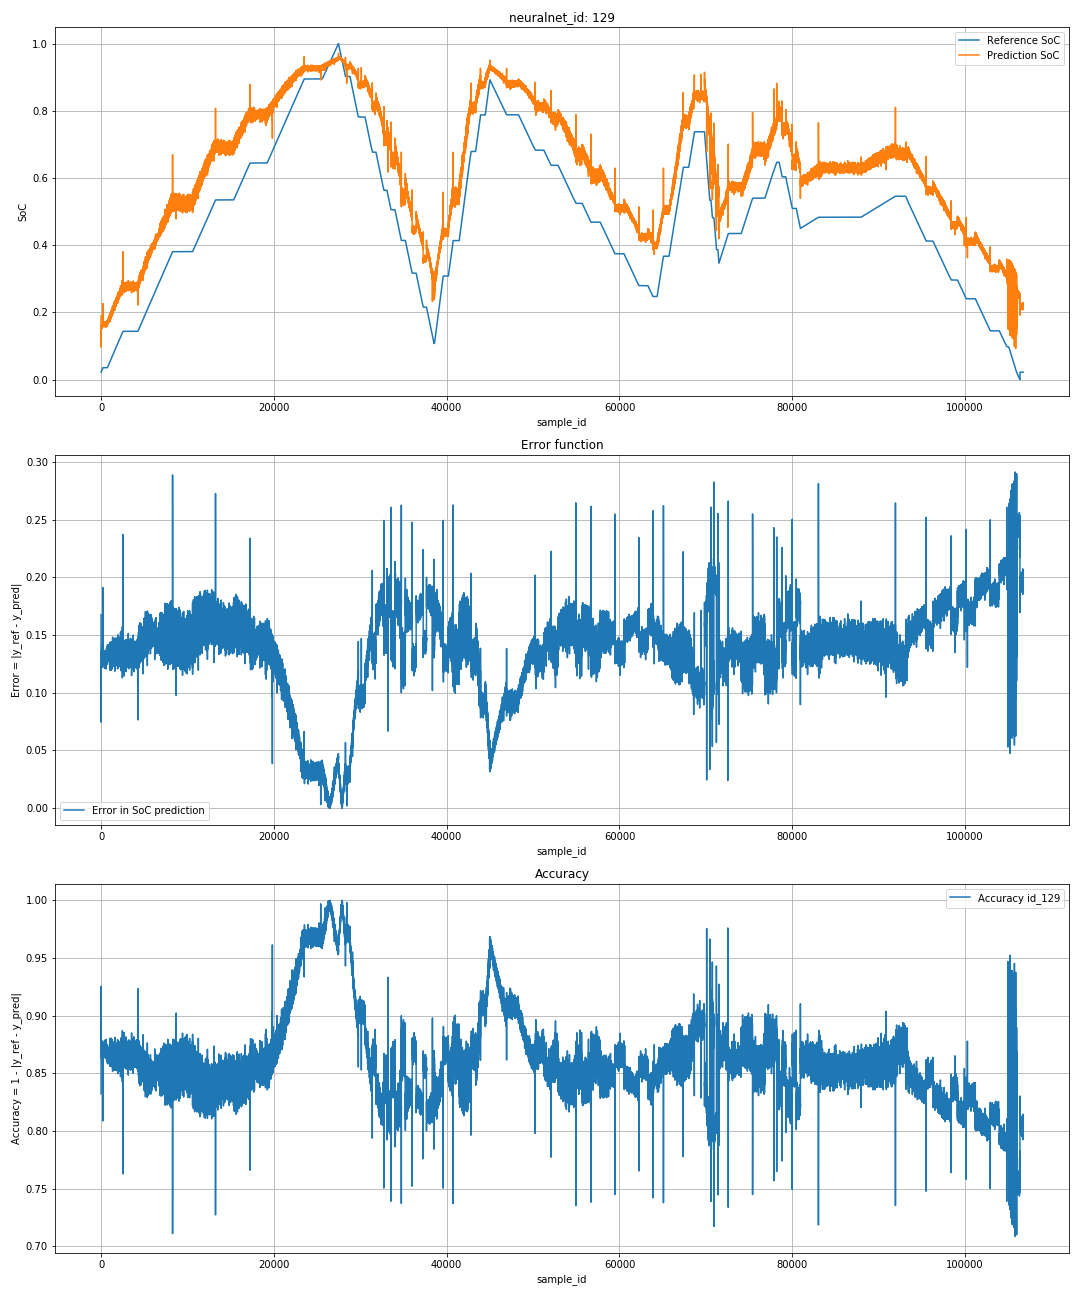 neuralnet_id: 129
1.0
0.8
0.6
0.4
0.2
0.0
SoC
Reference SoC
Prediction SoC
0 20000 40000 60000 80000 100000
sample_id
Error function
0.30
0.25
0.20
0.15
0.10
0.05
0.00
Error = |y_ref - y_pred|
Error in SoC prediction
0 20000 40000 60000 80000 100000
sample_id
Accuracy
1.00
0.95
0.90
0.85
0.80
0.75
0.70
Accuracy = 1 - |y_ref - y_pred|
Accuracy id_129
0 20000 40000 60000 80000 100000
sample_id